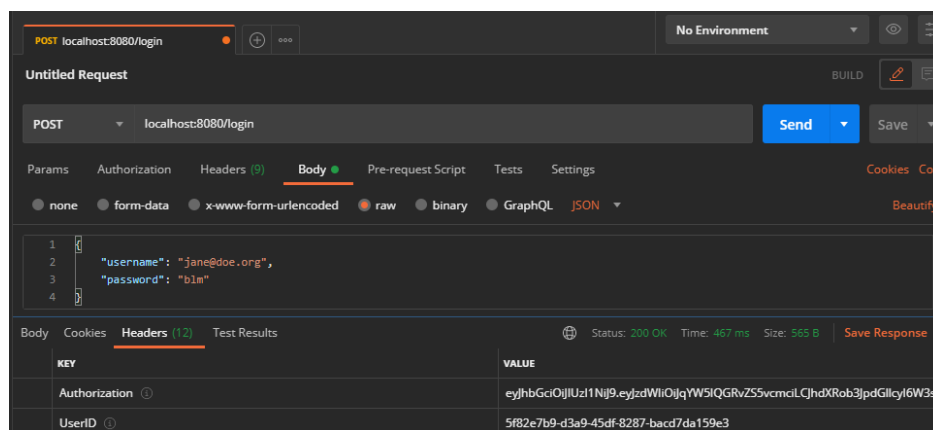 POST localhost:8080/login
No Environment
Untitled Request
BUILD
POST localhost:8080/login Send Save
Params Authorization Headers (9) Body Pre-request Script Tests Settings Cookies
none form-data x-www-form-urlencoded raw binary GraphQL JSON Beautify
1 {
2 "username": "jane@doe.org",
3 "password": "blm"
4 }
Body Cookies Headers (12) Test Results Status: 200 OK Time: 467 ms Size: 565 B Save Response
KEY VALUE
Authorization
UserID 5f82e7b9-d3a9-45df-8287-bacd7da159e3